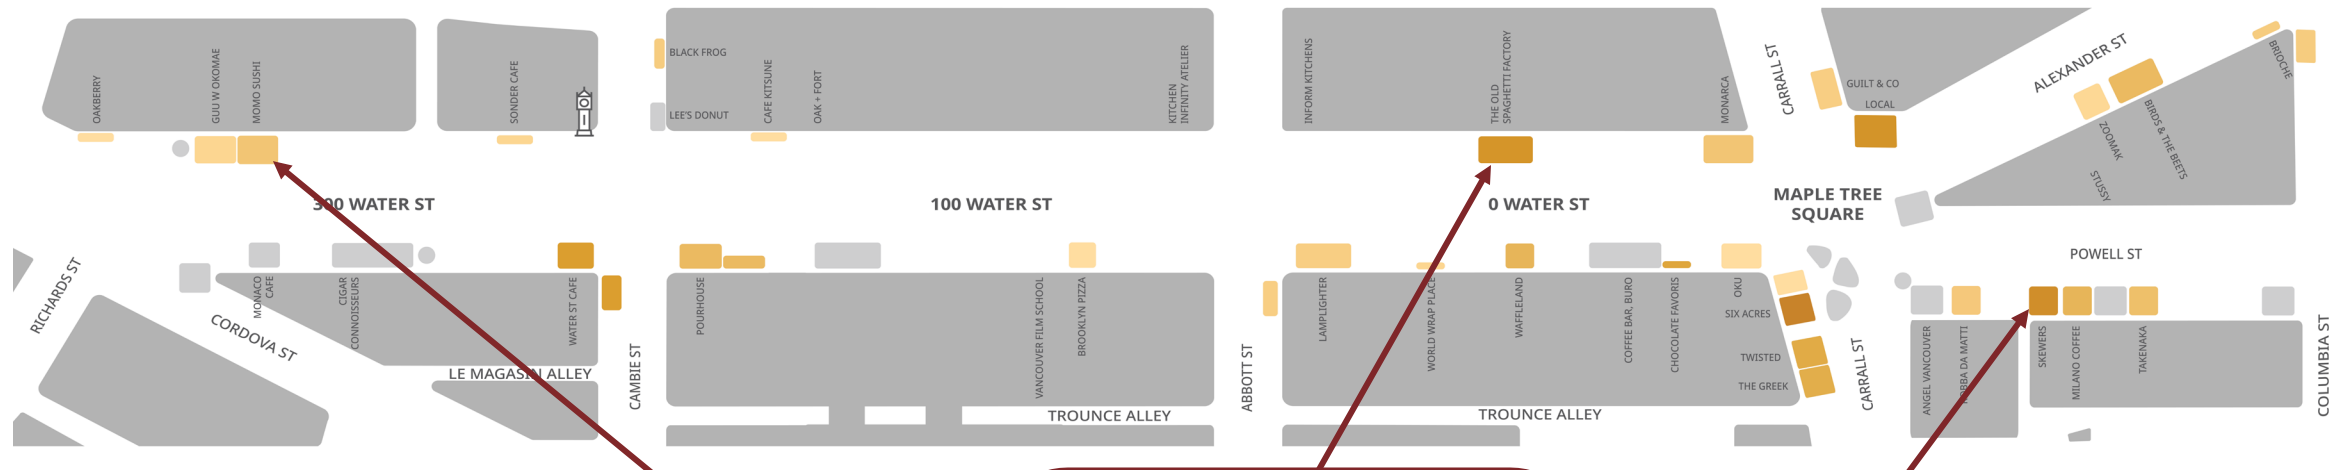 OAKBERRY
GUU W OKOMAE
MOMO SUSHI
SONDER CAFE
BLACK FROG
LEE'S DONUT
CAFE KITSUNE
OAK + FORT
KITCHEN
INFINITY ATELIER
INFORM KITCHENS
THE OLD
SPAGHETTI FACTORY
MONARCA
CARRALL ST
GUILT & CO
LOCAL
ALEXANDER ST
BRIOCHE
BIRDS & THE BEETS
ZOOMAK
STUSSY
300 WATER ST
100 WATER ST
0 WATER ST
MAPLE TREE
SQUARE
POWELL ST
RICHARDS ST
CORDOVA ST
MONACO
CAFE
CIGAR
CONNOISSEURS
WATER ST CAFE
LE MAGASIN ALLEY
CAMBIE ST
POURHOUSE
VANCOUVER FILM SCHOOL
BROOKLYN PIZZA
TROUNCE ALLEY
ABBOTT ST
LAMPLIGHTER
WORLD WRAP PLACE
WAFFLELAND
COFFEE BAR, BURO
CHOCOLATE FAVORIS
OKU
SIX ACRES
TWISTED
THE GREEK
TROUNCE ALLEY
CARRALL ST
ANGEL VANCOUVER
DA MATTI
SKEWERS
MILANO COFFEE
TAKENAKA
COLUMBIA ST